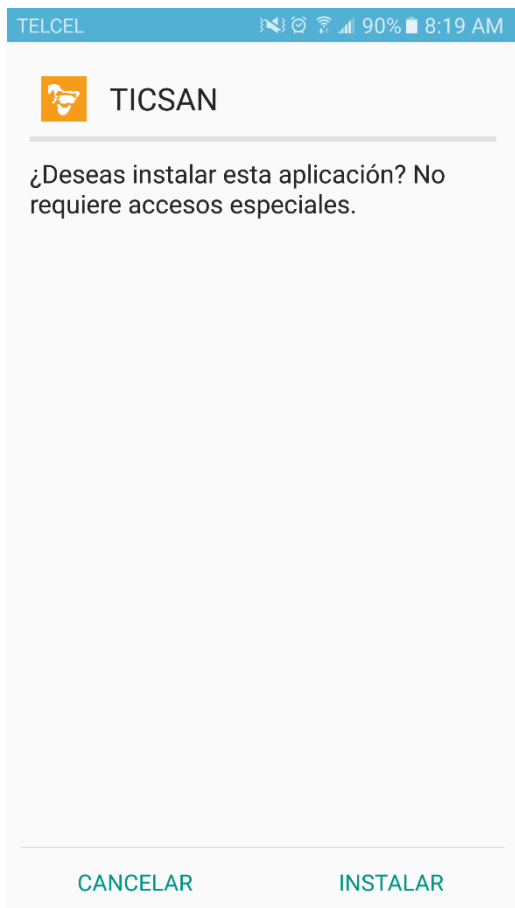 TELCEL 90% 8:19 AM
TICSAN
¿Deseas instalar esta aplicación? No
requiere accesos especiales.
CANCELAR INSTALAR